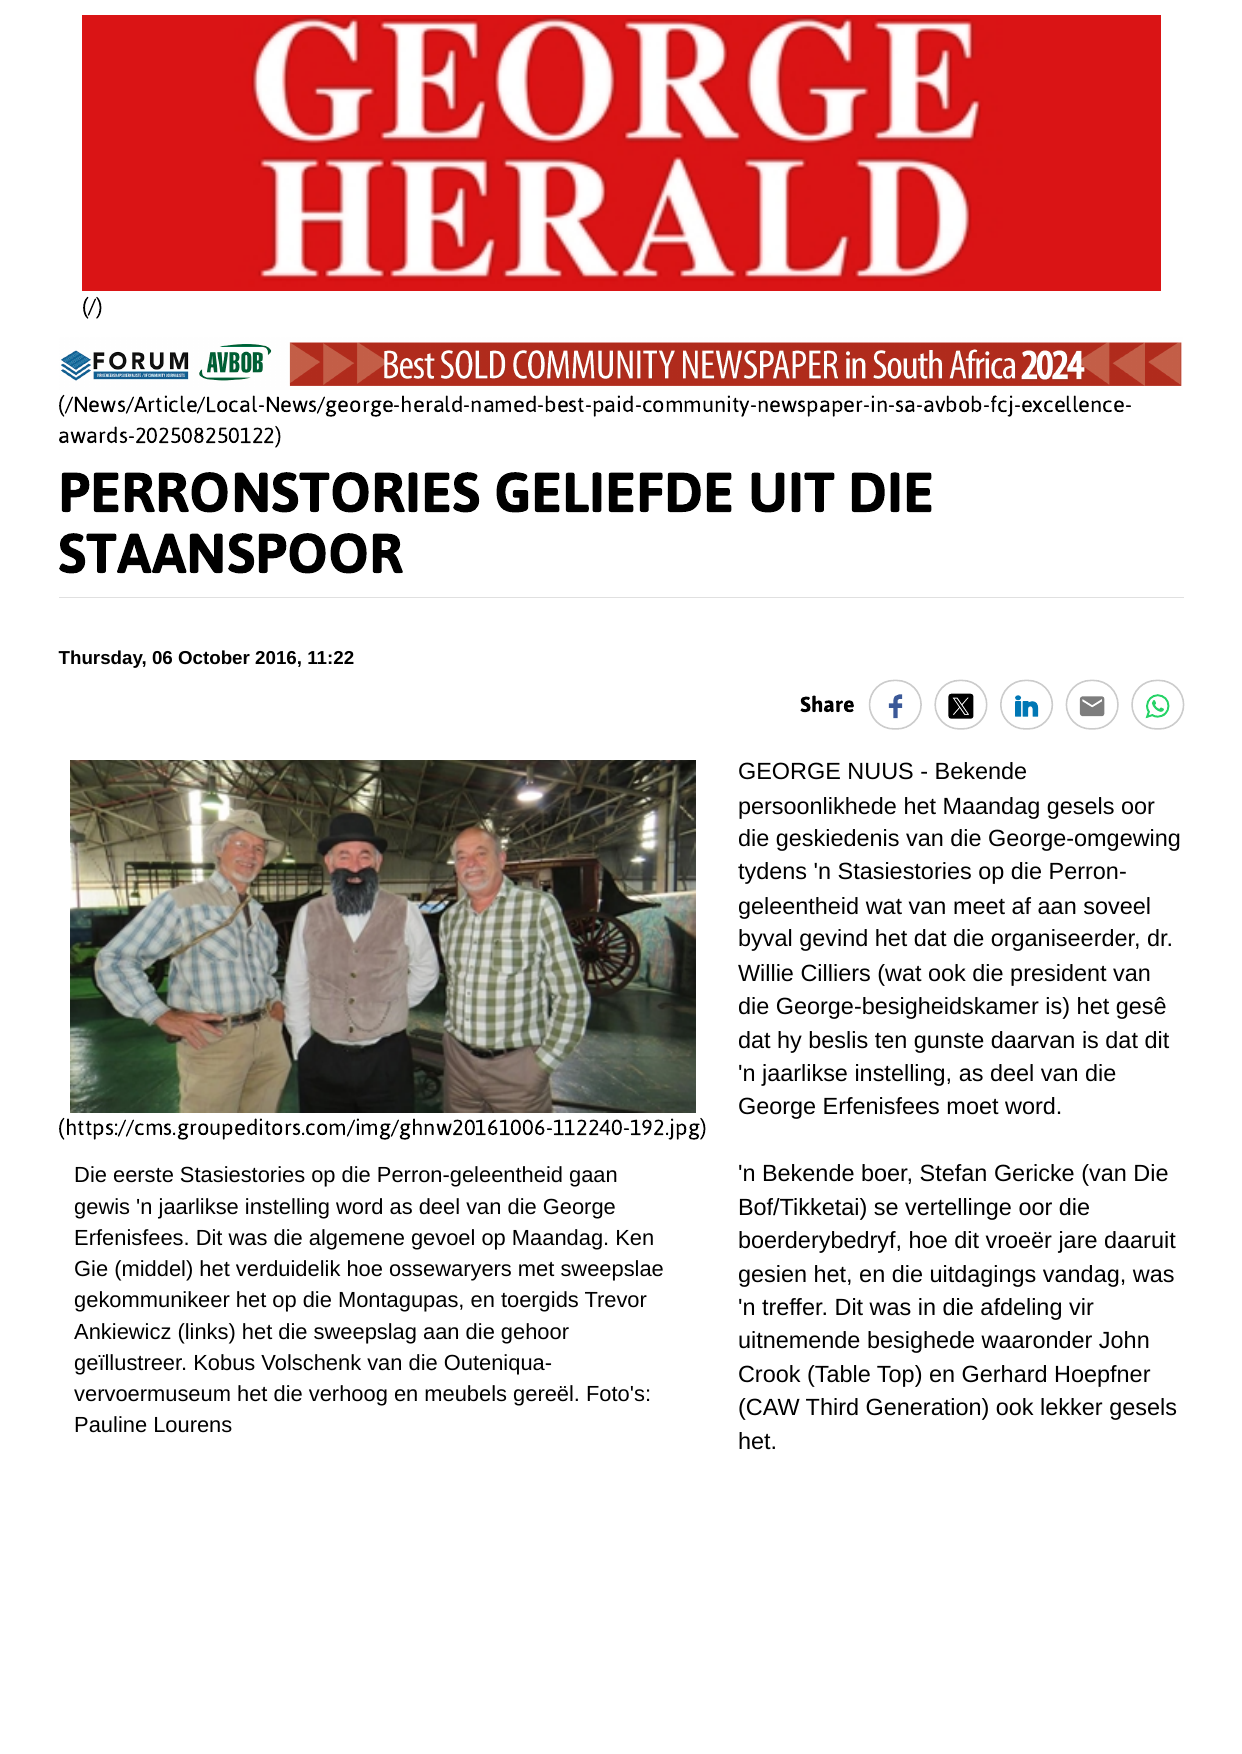 GEORGE
HERALD
(/)
FORUM AVBOB Best SOLD COMMUNITY NEWSPAPER in South Africa 2024
(/News/Article/Local-News/george-herald-named-best-paid-community-newspaper-in-sa-avbob-fcj-excellence-
awards-202508250122)
PERRONSTORIES GELIEFDE UIT DIE
STAANSPOOR
Thursday, 06 October 2016, 11:22
Share
(https://cms.groupeditors.com/img/ghnw20161006-112240-192.jpg)
Die eerste Stasiestories op die Perron-geleentheid gaan
gewis 'n jaarlikse instelling word as deel van die George
Erfenisfees. Dit was die algemene gevoel op Maandag. Ken
Gie (middel) het verduidelik hoe ossewaryers met sweepslae
gekommunikeer het op die Montagupas, en toergids Trevor
Ankiewicz (links) het die sweepslag aan die gehoor
geïllustreer. Kobus Volschenk van die Outeniqua-
vervoermuseum het die verhoog en meubels gereël. Foto's:
Pauline Lourens
GEORGE NUUS - Bekende
persoonlikhede het Maandag gesels oor
die geskiedenis van die George-omgewing
tydens 'n Stasiestories op die Perron-
geleentheid wat van meet af aan soveel
byval gevind het dat die organiseerder, dr.
Willie Cilliers (wat ook die president van
die George-besigheidskamer is) het gesê
dat hy beslis ten gunste daarvan is dat dit
'n jaarlikse instelling, as deel van die
George Erfenisfees moet word.
'n Bekende boer, Stefan Gericke (van Die
Bof/Tikketai) se vertellinge oor die
boerderybedryf, hoe dit vroeër jare daaruit
gesien het, en die uitdagings vandag, was
'n treffer. Dit was in die afdeling vir
uitnemende besighede waaronder John
Crook (Table Top) en Gerhard Hoepfner
(CAW Third Generation) ook lekker gesels
het.